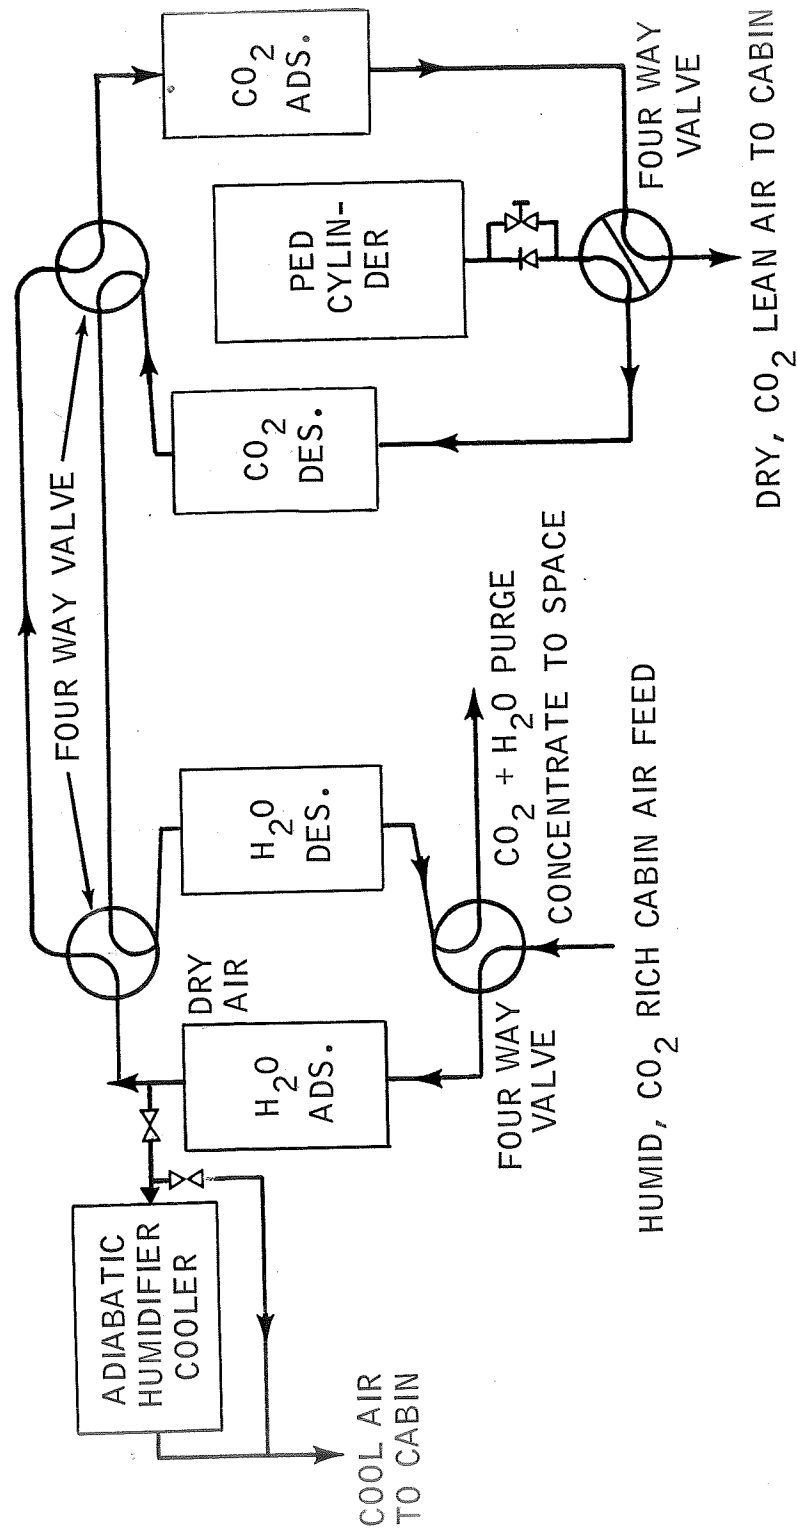 FOUR WAY VALVE
CO2
ADS.
CO2
DES.
PED
CYLIN-
DER
FOUR WAY
VALVE
DRY, CO2 LEAN AIR TO CABIN
ADIABATIC
HUMIDIFIER
COOLER
COOL AIR
TO CABIN
DRY
AIR
H2O
ADS.
H2O
DES.
FOUR WAY
VALVE
CO2 + H2O PURGE
CONCENTRATE TO SPACE
HUMID, CO2 RICH CABIN AIR FEED